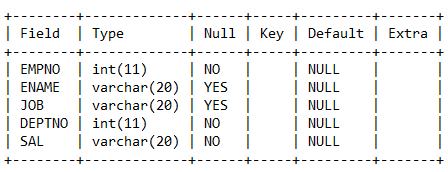 +--------+-------------+------+-----+---------+-------+
| Field  | Type        | Null | Key | Default | Extra |
+--------+-------------+------+-----+---------+-------+
| EMPNO  | int(11)     | NO   |     | NULL    |       |
| ENAME  | varchar(20) | YES  |     | NULL    |       |
| JOB    | varchar(20) | YES  |     | NULL    |       |
| DEPTNO | int(11)     | NO   |     | NULL    |       |
| SAL    | varchar(20) | NO   |     | NULL    |       |
+--------+-------------+------+-----+---------+-------+